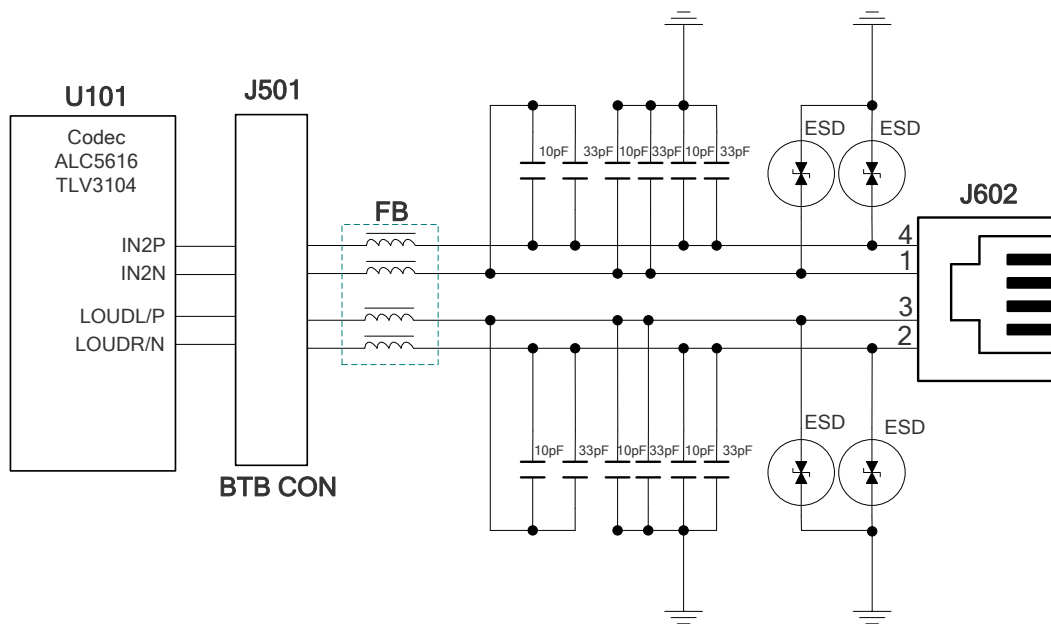 U101
J501
Codec
ALC5616
TLV3104
10pF 33pF 10pF 33pF 10pF 33pF
ESD ESD
FB
J602
IN2P
IN2N
LOUDL/P
LOUDR/N
4
1
3
2
10pF 33pF 10pF 33pF 10pF 33pF
ESD ESD
BTB CON